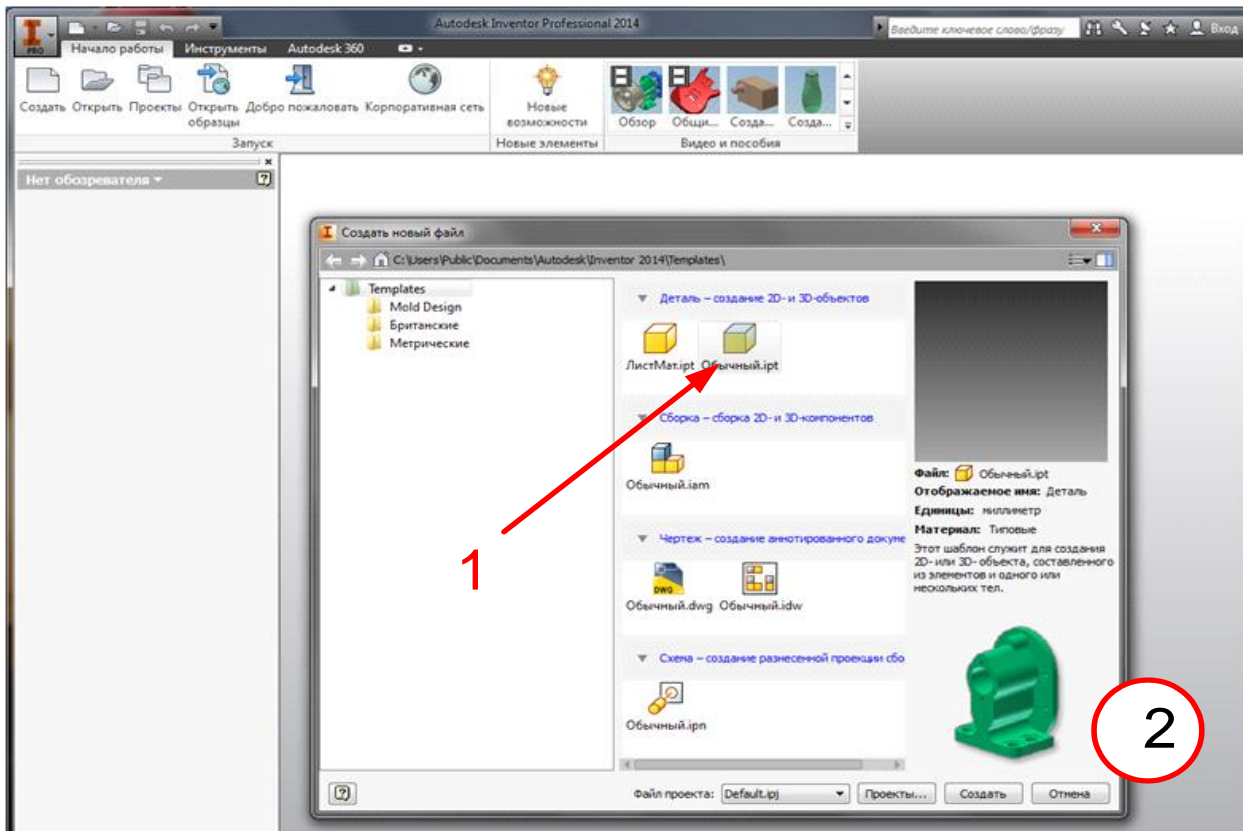 Autodesk Inventor Professional 2014
Введите ключевое слово/фразу
Вход
PRO
Начало работы Инструменты Autodesk 360
Создать Открыть Проекты Открыть образцы Добро пожаловать Корпоративная сеть
Новые возможности
Обзор Общи... Созда... Созда...
Запуск Новые элементы Видео и пособия
Нет обозревателя
Создать новый файл
C:\Users\Public\Documents\Autodesk\Inventor 2014\Templates\
Templates
Mold Design
Британские
Метрические
Деталь – создание 2D- и 3D-объектов
ЛистМат.ipt Обычный.ipt
Сборка – сборка 2D- и 3D-компонентов
Обычный.iam
1
Чертеж – создание аннотированного докуме
DWG
Обычный.dwg Обычный.idw
Схема – создание разнесенной проекции сбо
Обычный.ipn
Файл: Обычный.ipt
Отображаемое имя: Деталь
Единицы: миллиметр
Материал: Типовые
Этот шаблон служит для создания
2D- или 3D- объекта, составленного
из элементов и одного или
нескольких тел.
2
Файл проекта: Default.ipj Проекты... Создать Отмена